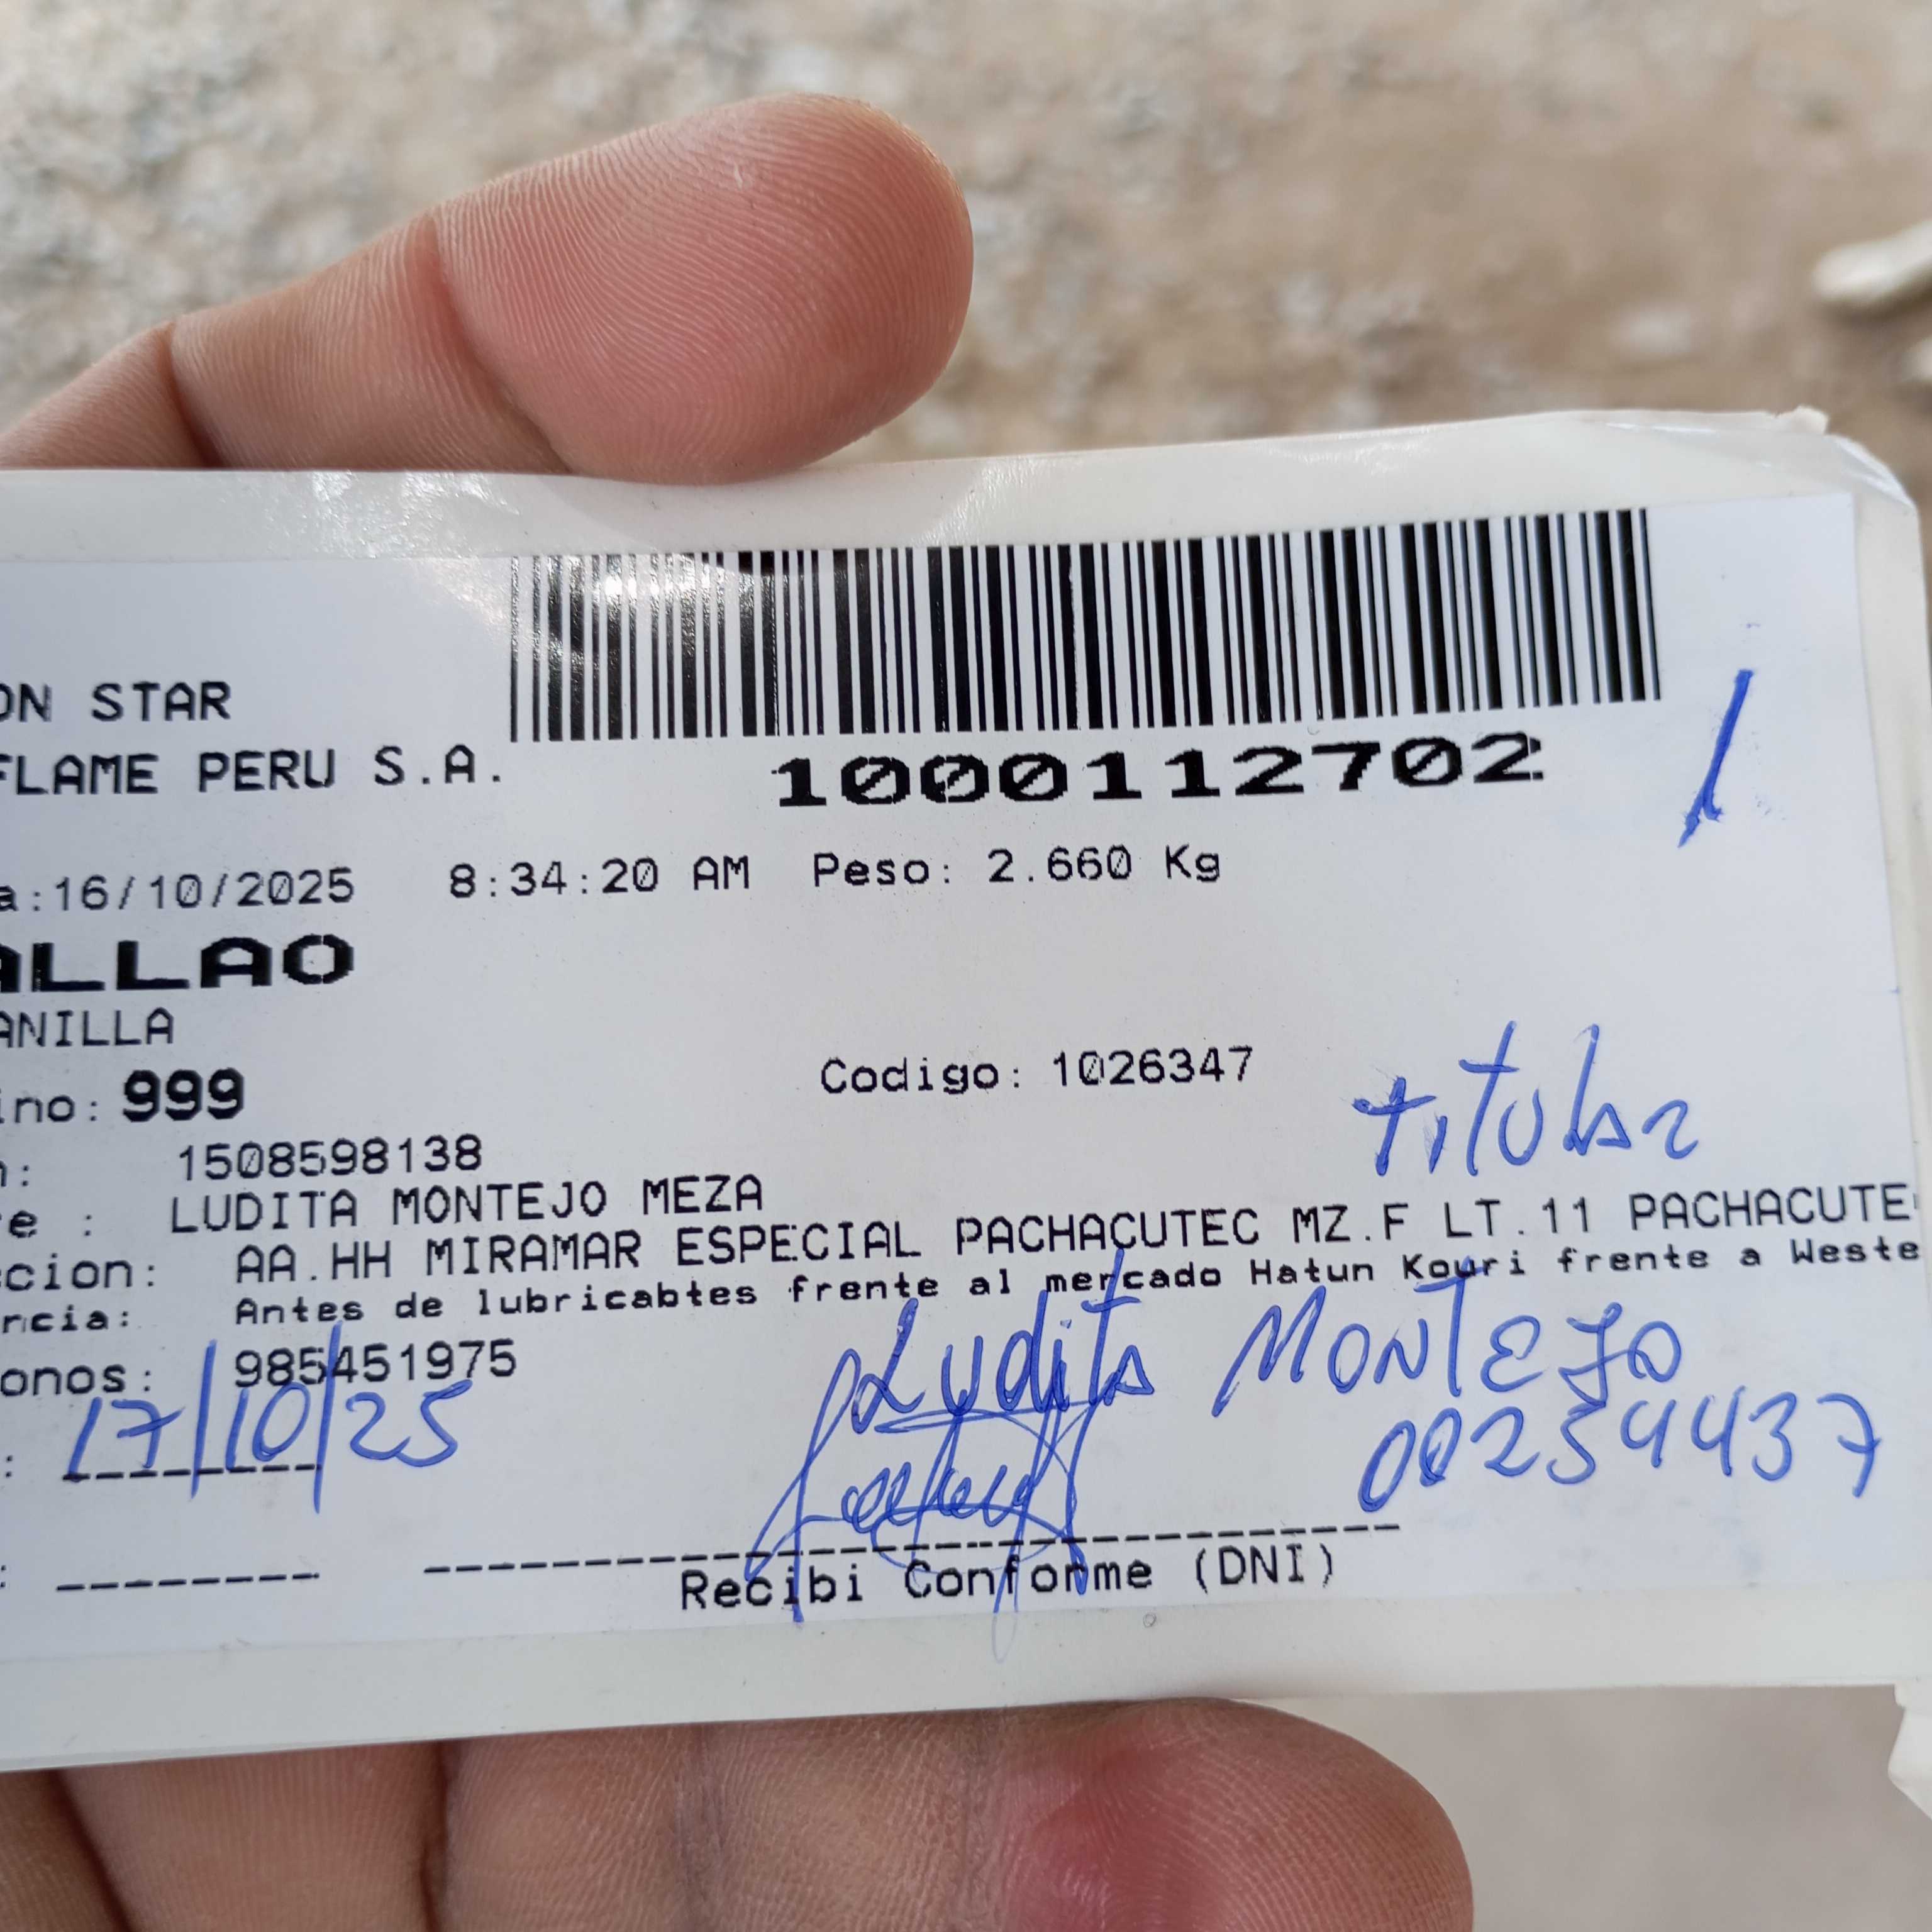 ON STAR
FLAME PERU S.A.
1000112702
a:16/10/2025 8:34:20 AM Peso: 2.660 Kg
ALLAO
ANILLA
ino: 999
Codigo: 1026347
Titular
n: 1508598138
e : LUDITA MONTEJO MEZA
cion: AA.HH MIRAMAR ESPECIAL PACHACUTEC MZ.F LT.11 PACHACUTE
rcia: Antes de lubricabtes frente al mercado Hatun Kouri frente a Weste
onos: 985451975
Ludita MONTEJO
: 17/10/25
00254437
: 
Recibi Conforme (DNI)